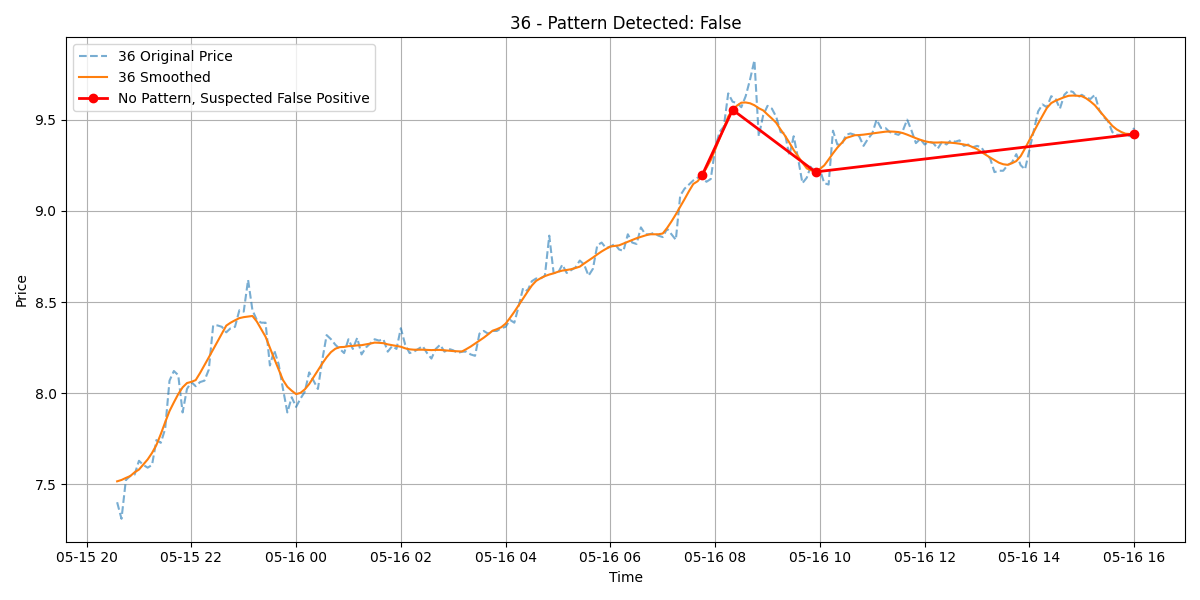 36 - Pattern Detected: False
36 Original Price
36 Smoothed
No Pattern, Suspected False Positive
Price
9.5
9.0
8.5
8.0
7.5
05-15 20 05-15 22 05-16 00 05-16 02 05-16 04 05-16 06 05-16 08 05-16 10 05-16 12 05-16 14 05-16 16
Time